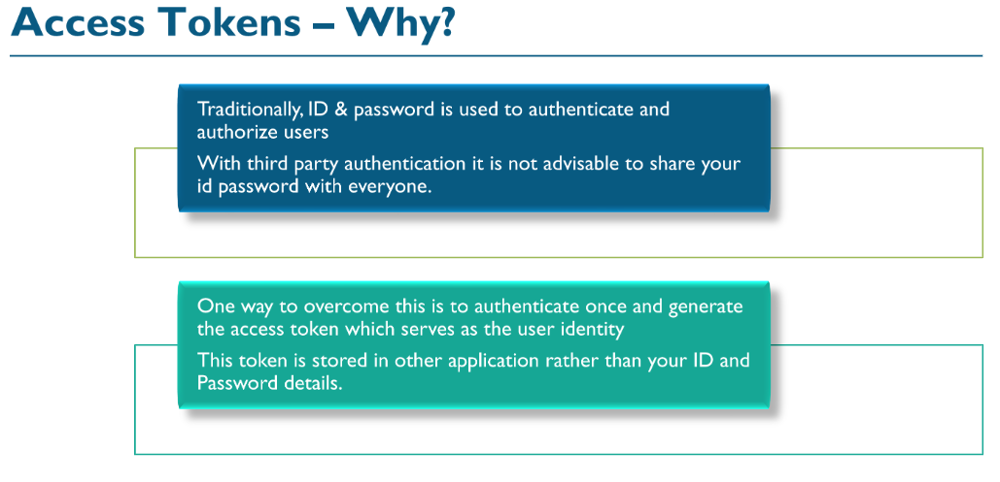 Access Tokens – Why?
Traditionally, ID & password is used to authenticate and
authorize users
With third party authentication it is not advisable to share your
id password with everyone.
One way to overcome this is to authenticate once and generate
the access token which serves as the user identity
This token is stored in other application rather than your ID and
Password details.